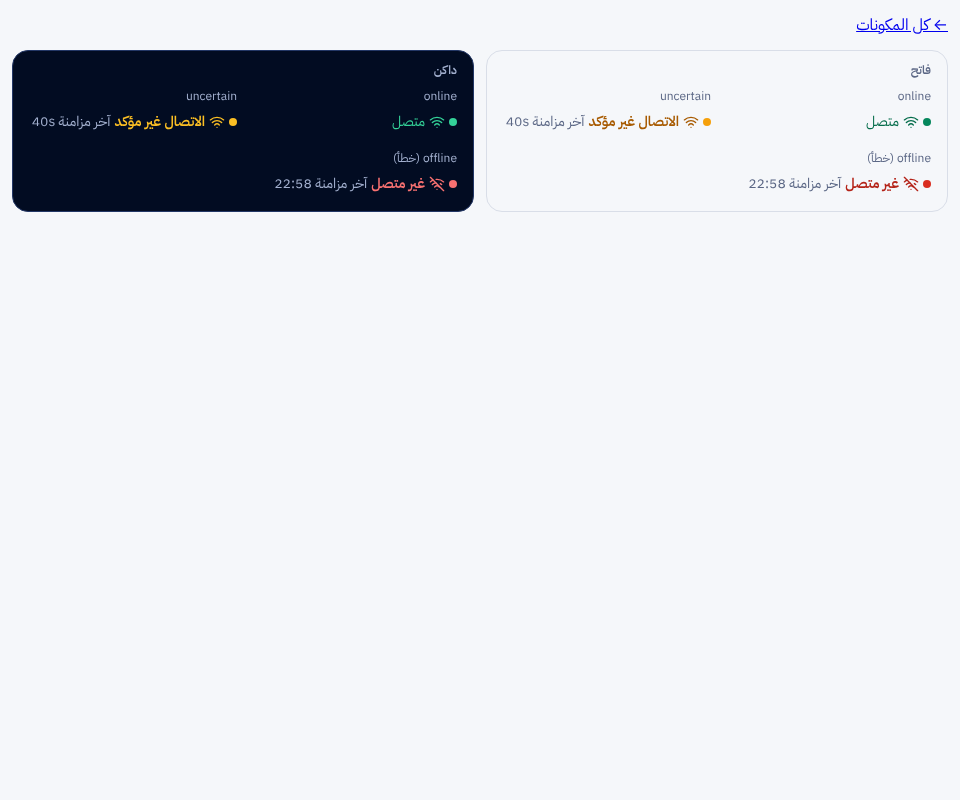 ← كل المكونات
فاتح
online
متصل
uncertain
الاتصال غير مؤكد آخر مزامنة 40s
offline (خطأ)
غير متصل آخر مزامنة 22:58
داكن
online
متصل
uncertain
الاتصال غير مؤكد آخر مزامنة 40s
offline (خطأ)
غير متصل آخر مزامنة 22:58